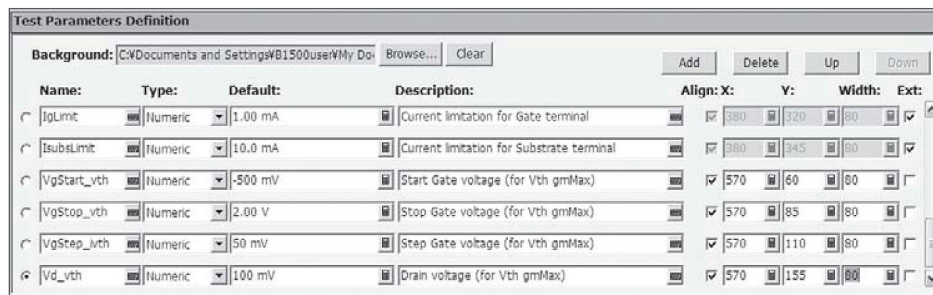 Test Parameters Definition
Background: C:¥Documents and Settings¥B1500user¥My Do Browse... Clear
Add Delete Up Down
Name: Type: Default: Description: Align: X: Y: Width: Ext:
IgLimit Numeric 1.00 mA Current limitation for Gate terminal 380 320 80
IsubsLimit Numeric 10.0 mA Current limitation for Substrate terminal 380 345 80
VgStart_vth Numeric -500 mV Start Gate voltage (for Vth gmMax) 570 60 80
VgStop_vth Numeric 2.00 V Stop Gate voltage (for Vth gmMax) 570 85 80
Numeric 50 mV Step Gate voltage (for Vth gmMax) 570 110 80
Vd_vth Numeric 100 mV Drain voltage (for Vth gmMax) 570 155 80